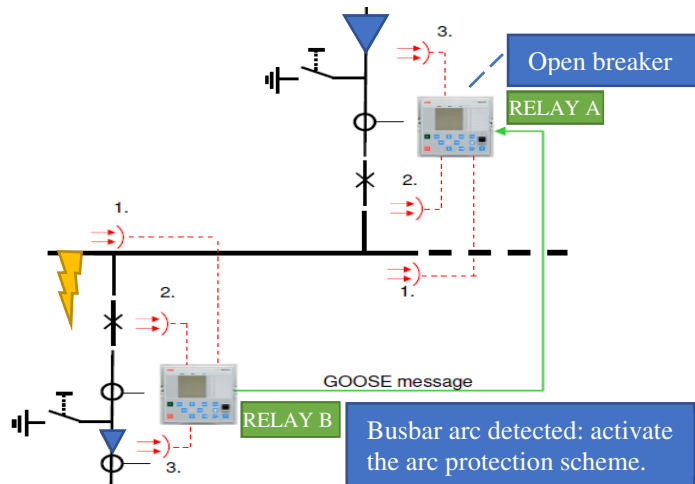 3.
Open breaker
RELAY A
2.
1.
1.
2.
GOOSE message
RELAY B
3.
Busbar arc detected: activate
the arc protection scheme.